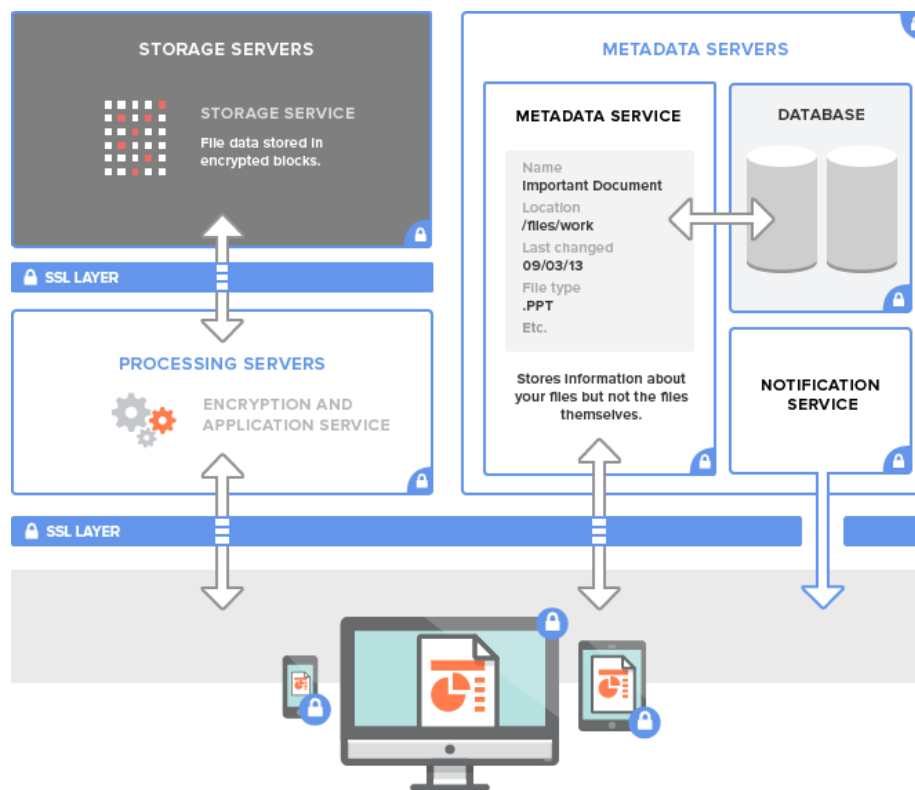 STORAGE SERVERS
STORAGE SERVICE
File data stored in
encrypted blocks.
SSL LAYER
PROCESSING SERVERS
ENCRYPTION AND
APPLICATION SERVICE
METADATA SERVERS
METADATA SERVICE
Name
Important Document
Location
/files/work
Last changed
09/03/13
File type
.PPT
Etc.
Stores information about
your files but not the files
themselves.
DATABASE
NOTIFICATION
SERVICE
SSL LAYER